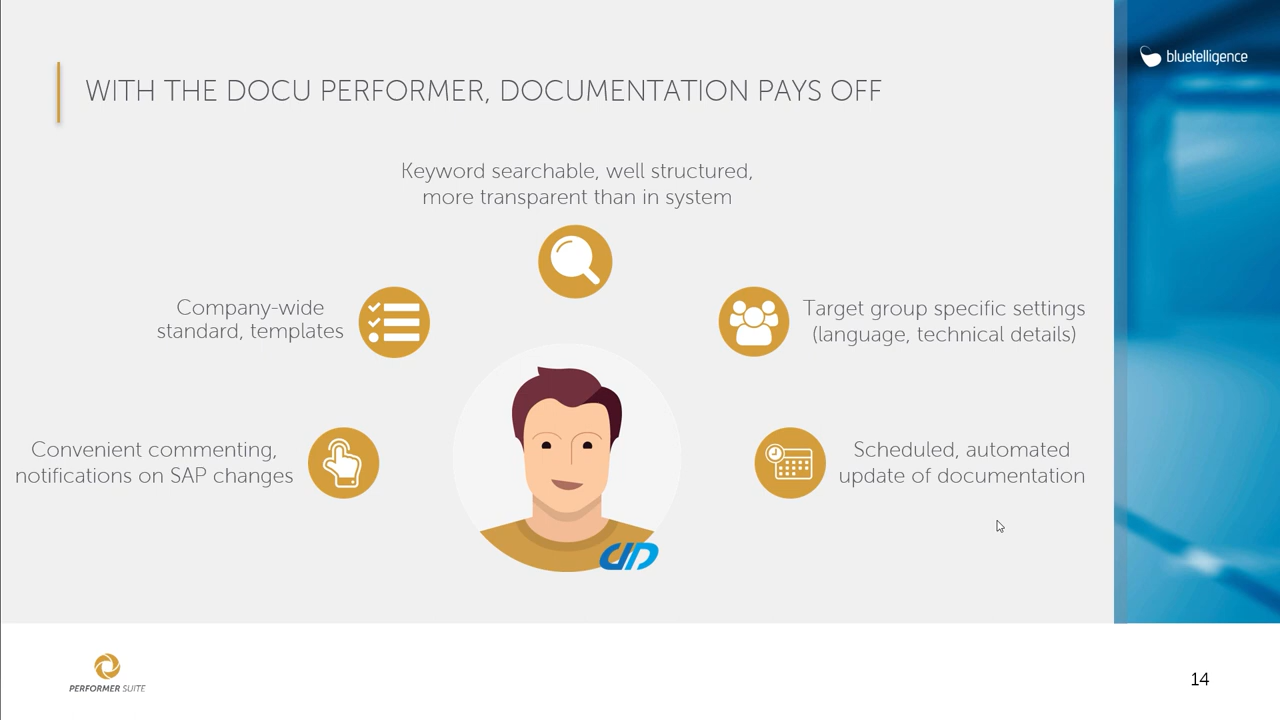 bluetelligence
WITH THE DOCU PERFORMER, DOCUMENTATION PAYS OFF
Keyword searchable, well structured,
more transparent than in system
Company-wide
standard, templates
Target group specific settings
(language, technical details)
Convenient commenting,
notifications on SAP changes
Scheduled, automated
update of documentation
PERFORMER SUITE
14